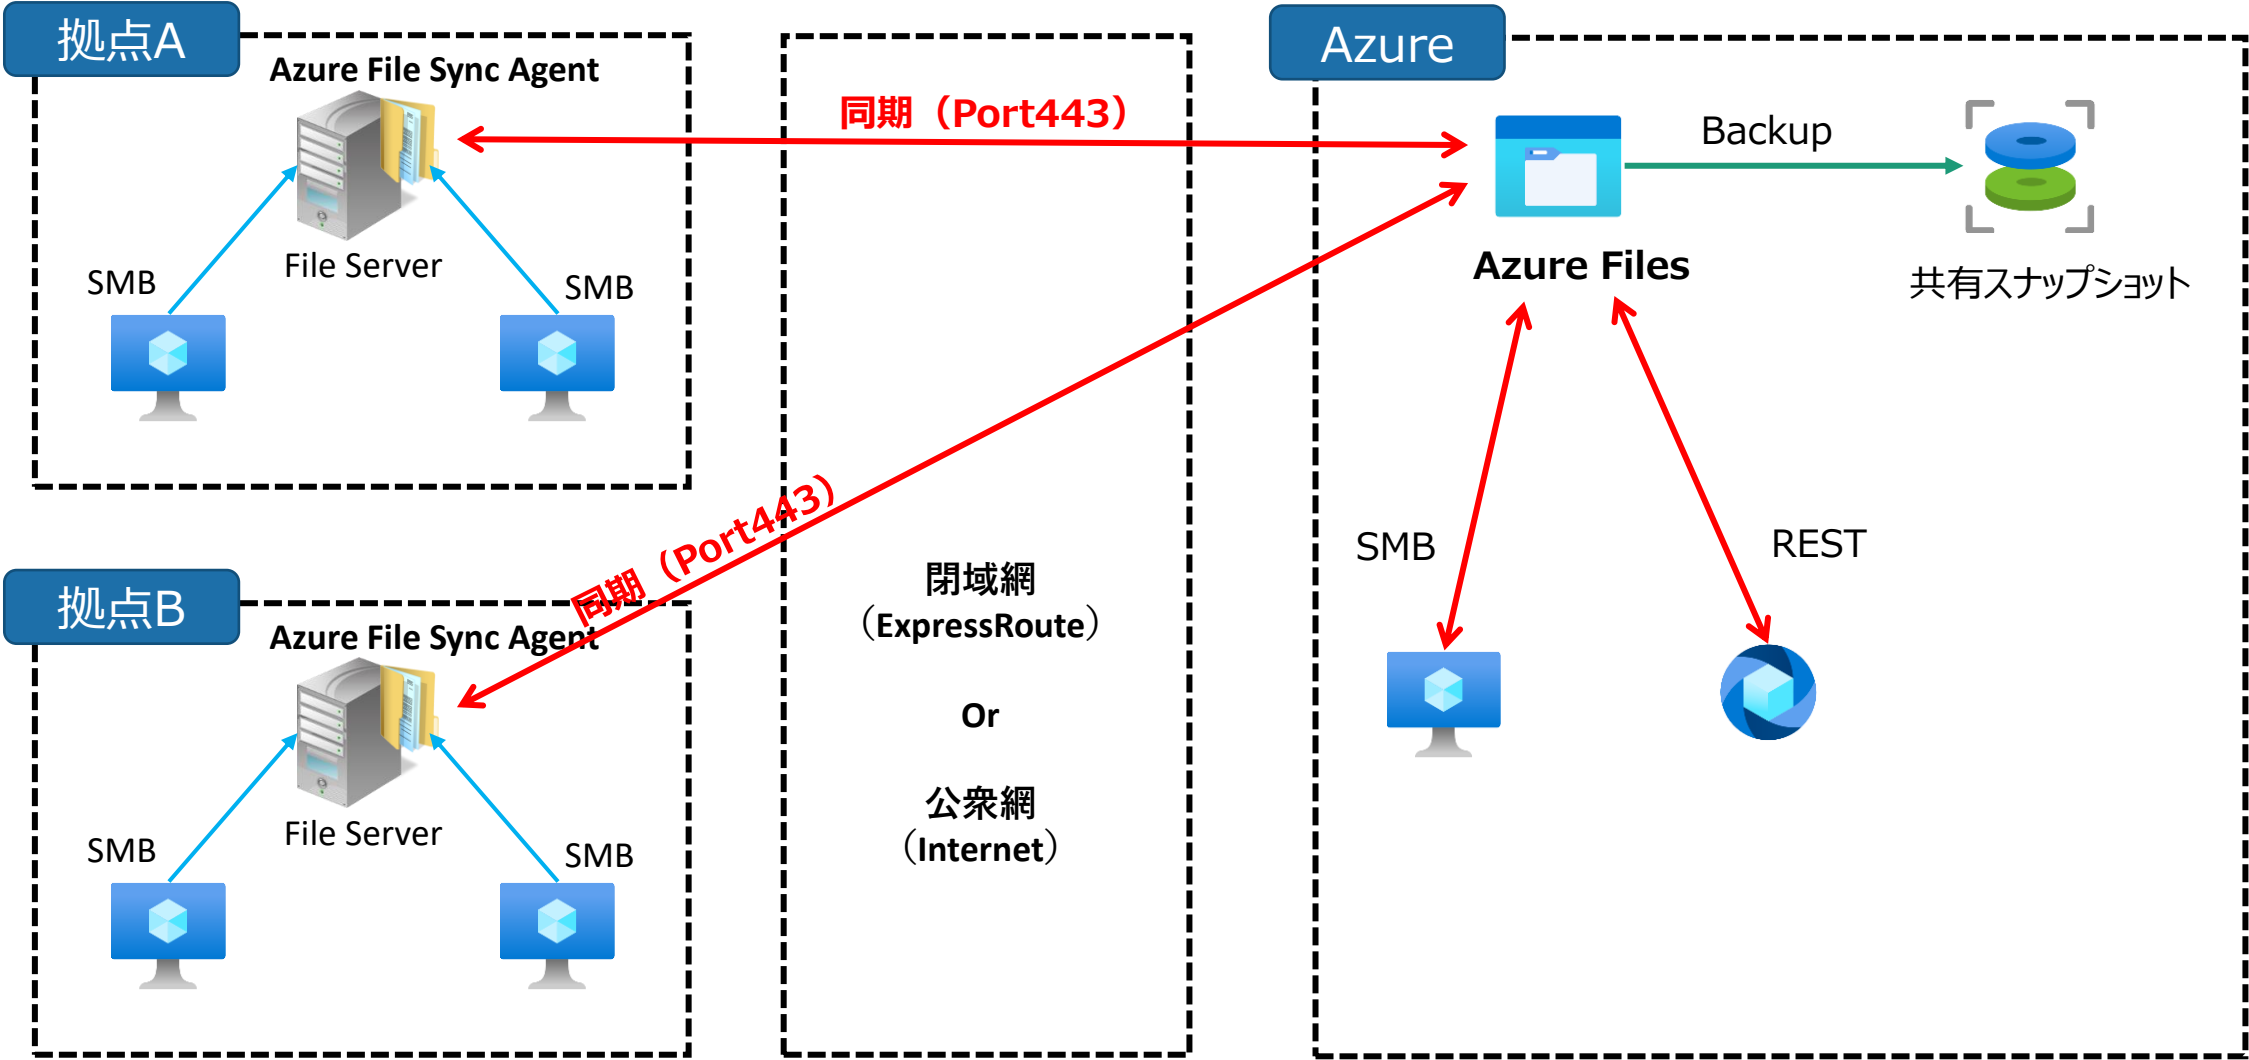 拠点A
Azure File Sync Agent
File Server
SMB
SMB
同期（Port443）
拠点B
Azure File Sync Agent
File Server
SMB
SMB
同期（Port443）
閉域網
（ExpressRoute）
Or
公衆網
（Internet）
Azure
Azure Files
Backup
共有スナップショット
SMB
REST